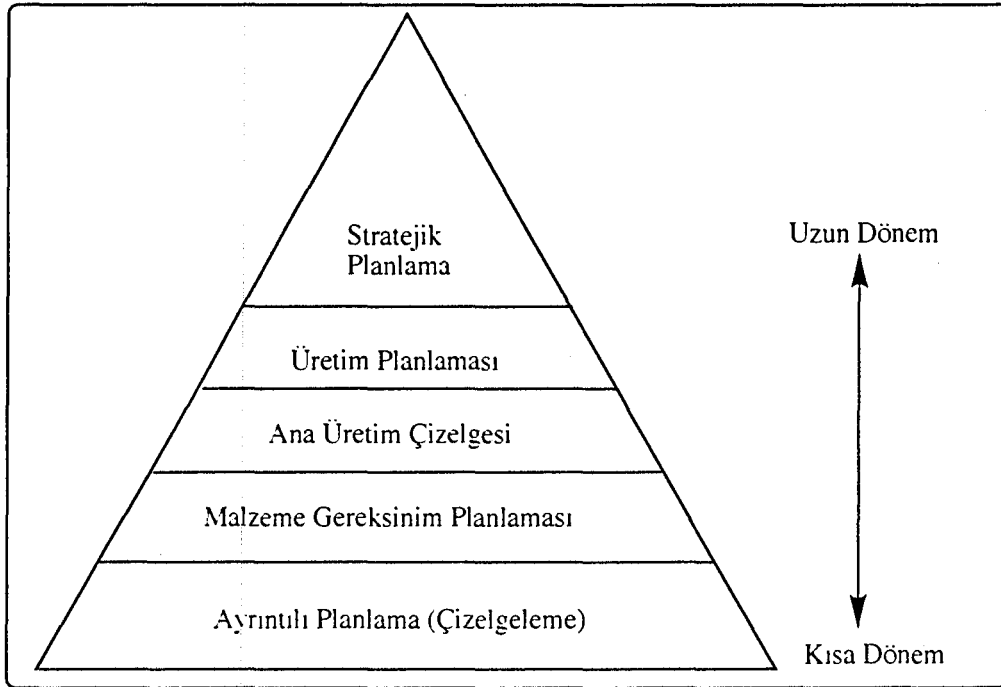 Stratejik
Planlama
Uzun Dönem
Üretim Planlaması
Ana Üretim Çizelgesi
Malzeme Gereksinim Planlaması
Ayrıntılı Planlama (Çizelgeleme)
Kısa Dönem